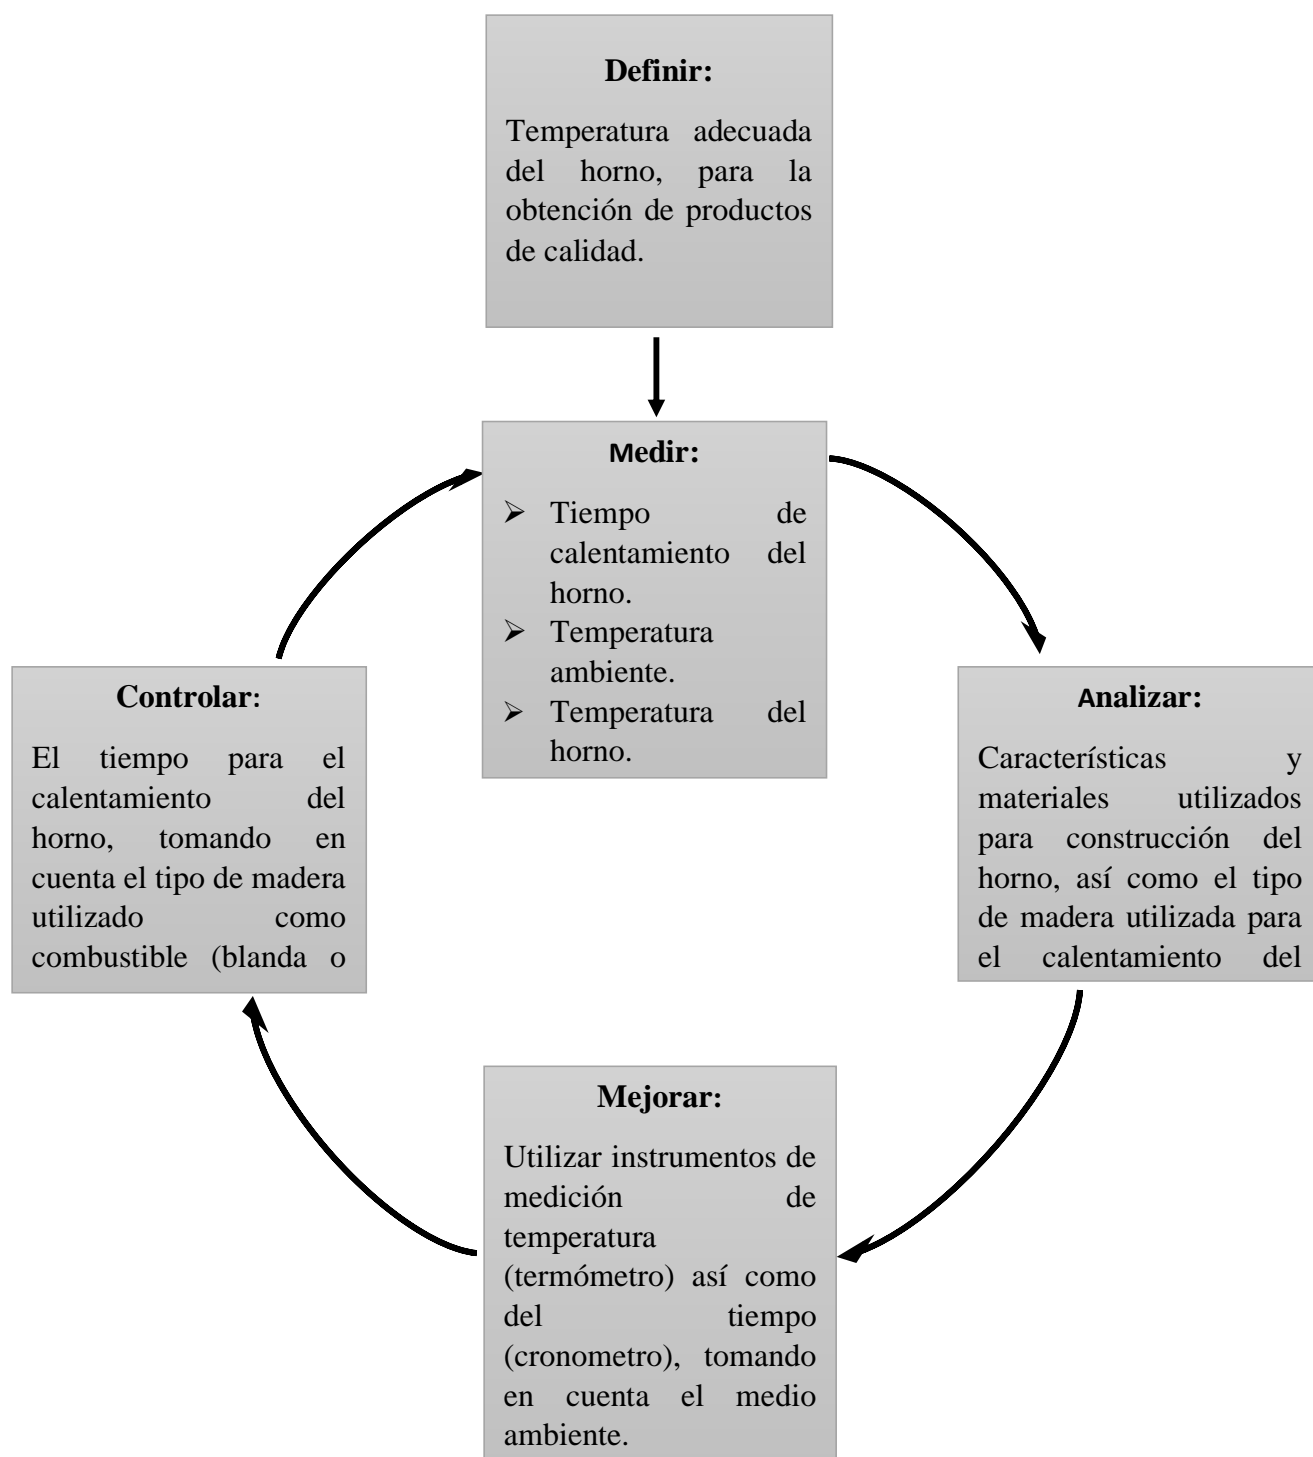 Definir:
Temperatura adecuada
del horno, para la
obtención de productos
de calidad.
Medir:
➢ Tiempo de
calentamiento del
horno.
➢ Temperatura
ambiente.
➢ Temperatura del
horno.
Analizar:
Características y
materiales utilizados
para construcción del
horno, así como el tipo
de madera utilizada para
el calentamiento del
Mejorar:
Utilizar instrumentos de
medición de
temperatura
(termómetro) así como
del tiempo
(cronometro), tomando
en cuenta el medio
ambiente.
Controlar:
El tiempo para el
calentamiento del
horno, tomando en
cuenta el tipo de madera
utilizado como
combustible (blanda o